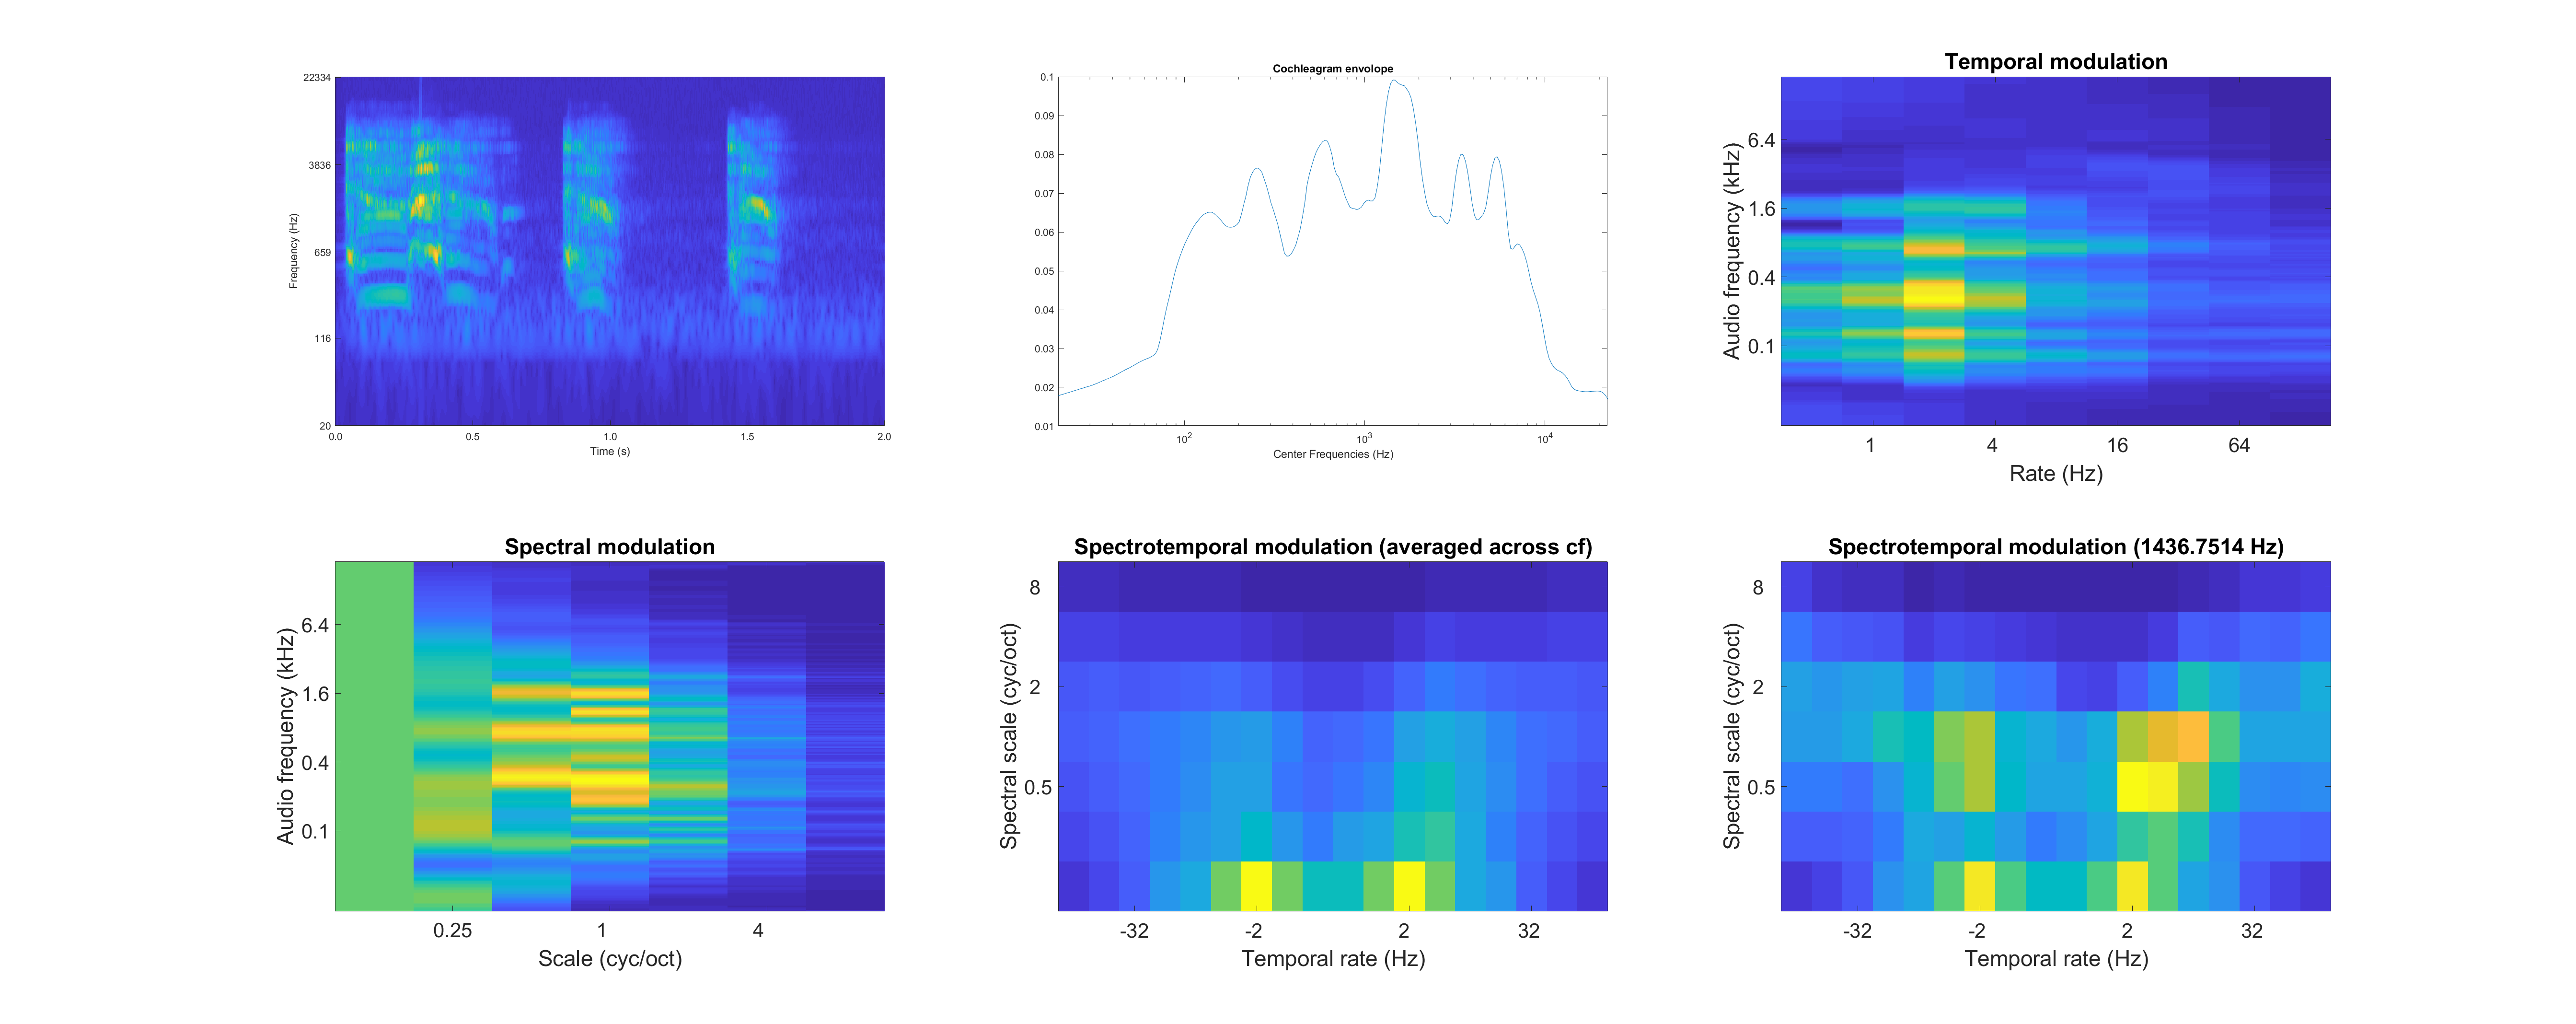 22334
3836
659
116
20
Frequency (Hz)
0.0 0.5 1.0 1.5 2.0
Time (s)
Cochleagram envolope
0.1
0.09
0.08
0.07
0.06
0.05
0.04
0.03
0.02
0.01
10² 10³ 10⁴
Center Frequencies (Hz)
Temporal modulation
6.4
1.6
0.4
0.1
Audio frequency (kHz)
1 4 16 64
Rate (Hz)
Spectral modulation
6.4
1.6
0.4
0.1
Audio frequency (kHz)
0.25 1 4
Scale (cyc/oct)
Spectrotemporal modulation (averaged across cf)
8
2
0.5
Spectral scale (cyc/oct)
-32 -2 2 32
Temporal rate (Hz)
Spectrotemporal modulation (1436.7514 Hz)
8
2
0.5
Spectral scale (cyc/oct)
-32 -2 2 32
Temporal rate (Hz)